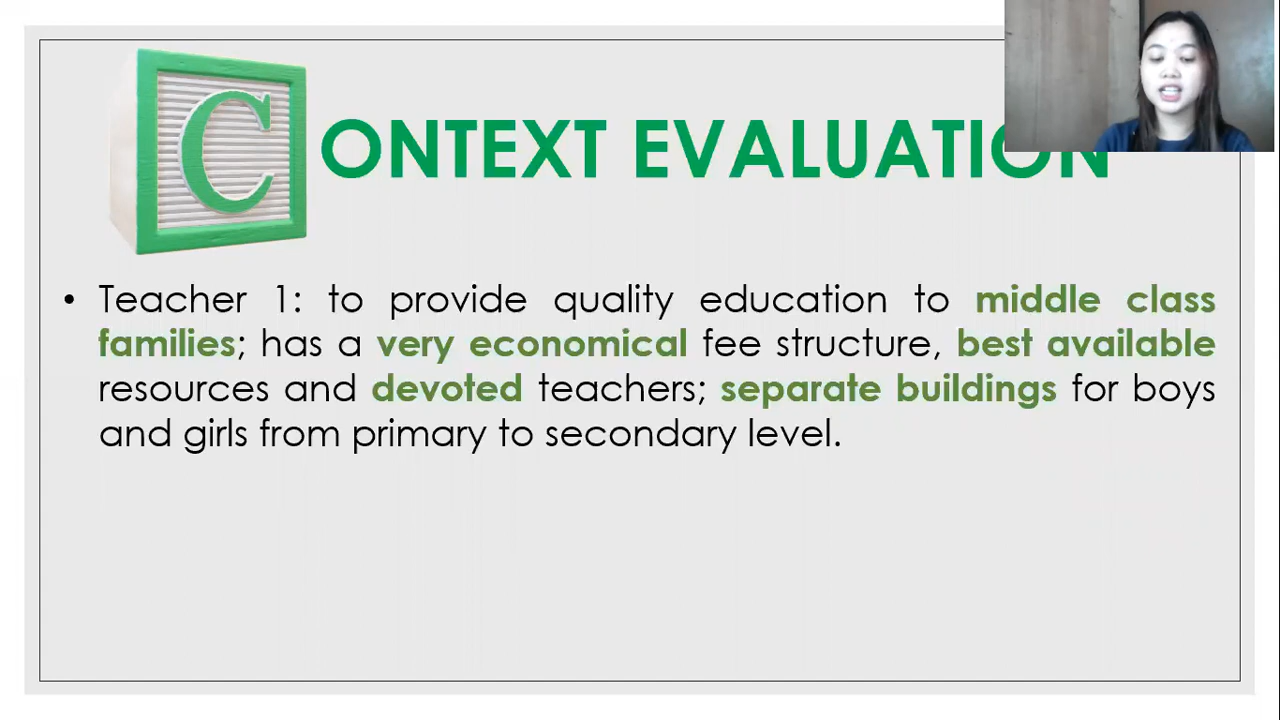 CONTEXT EVALUATION
• Teacher 1: to provide quality education to middle class
families; has a very economical fee structure, best available
resources and devoted teachers; separate buildings for boys
and girls from primary to secondary level.